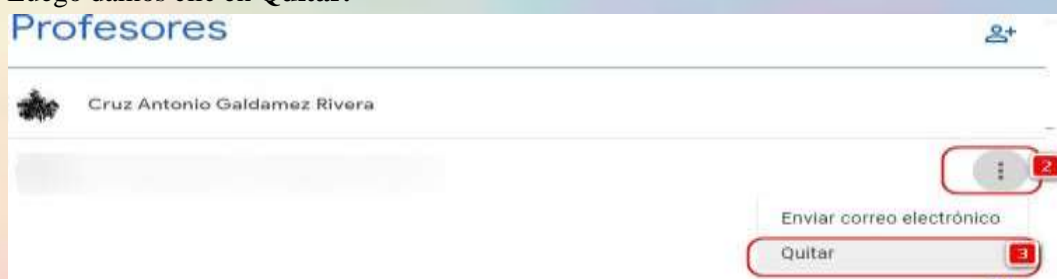 Luego damos clic en Quitar.
Profesores
Cruz Antonio Galdamez Rivera
2
Enviar correo electrónico
Quitar
3